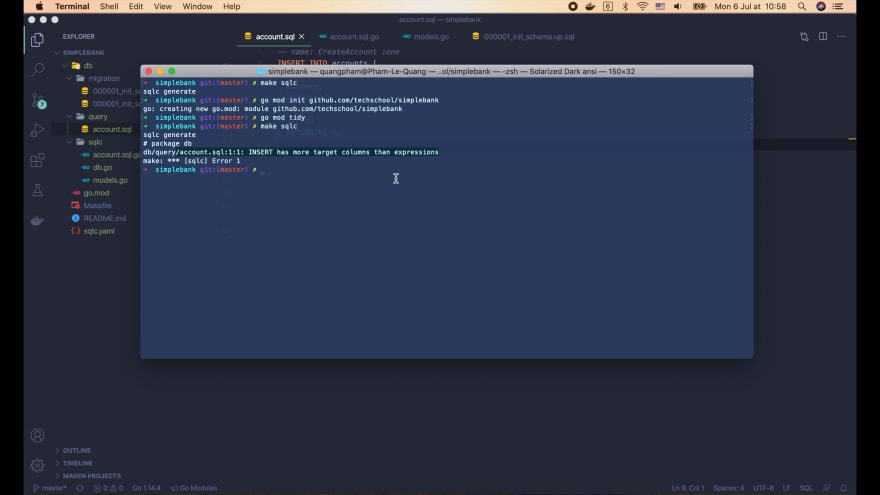 Terminal Shell Edit View Window Help
6
Mon 6 Jul at 10:58
account.sql — simplebank
EXPLORER
SIMPLEBANK
db
migration
000001_init_s
000001_init_s
query
account.sql
sqlc
account.sql.go
db.go
models.go
go.mod
Makefile
README.md
sqlc.yaml
OUTLINE
TIMELINE
MAVEN PROJECTS
7
account.sql
account.sql.go
models.go
000001_init_schema.up.sql
1 -- name: CreateAccount :one
INSERT INTO accounts (
simplebank — quangpham@Pham-Le-Quang — ..ol/simplebank — -zsh — Solarized Dark ansi — 150×32
➜ simplebank git:(master) ✗ make sqlc
sqlc generate
➜ simplebank git:(master) ✗ go mod init github.com/techschool/simplebank
go: creating new go.mod: module github.com/techschool/simplebank
➜ simplebank git:(master) ✗ go mod tidy
➜ simplebank git:(master) ✗ make sqlc
sqlc generate
# package db
db/query/account.sql:1:1: INSERT has more target columns than expressions
make: *** [sqlc] Error 1
➜ simplebank git:(master) ✗ _
master* 0 0 Go 1.14.4 Go Modules
Ln 9, Col 1 Spaces: 4 UTF-8 LF SQL